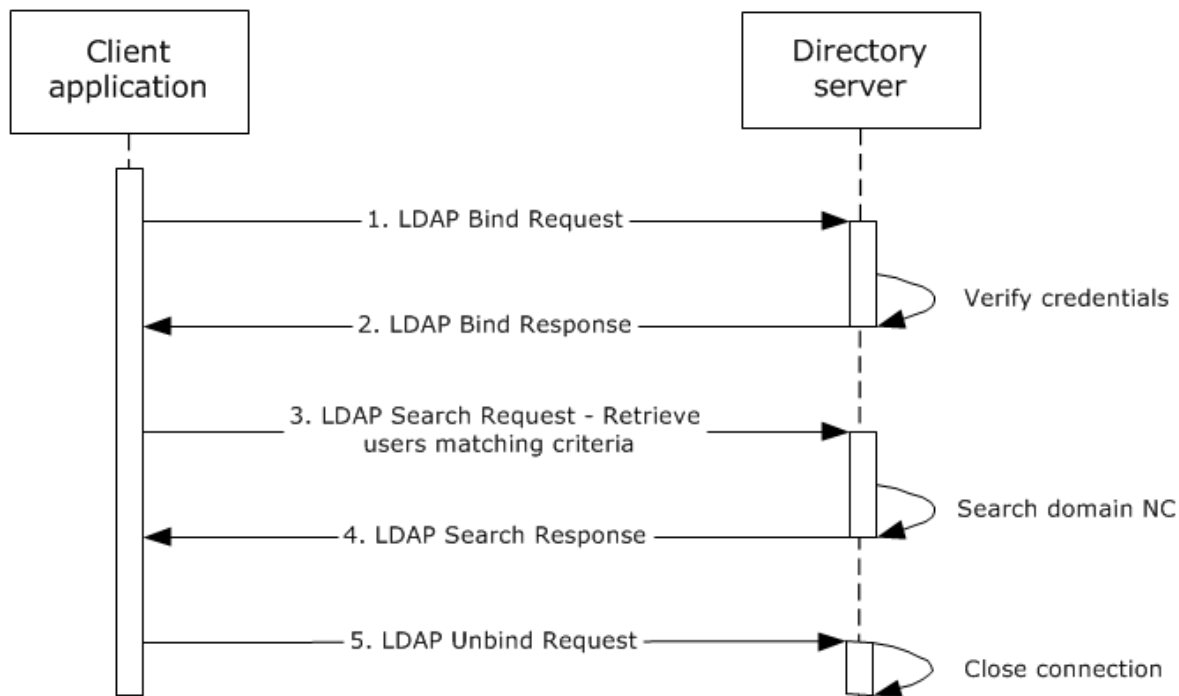 Client
application
Directory
server
1. LDAP Bind Request
Verify credentials
2. LDAP Bind Response
3. LDAP Search Request - Retrieve
users matching criteria
Search domain NC
4. LDAP Search Response
5. LDAP Unbind Request
Close connection